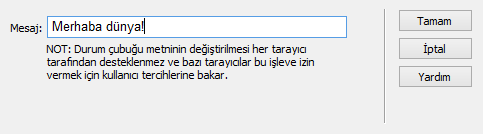 Mesaj: Merhaba dünya!
NOT: Durum çubuğu metninin değiştirilmesi her tarayıcı
tarafından desteklenmez ve bazı tarayıcılar bu işleve izin
vermek için kullanıcı tercihlerine bakar.
Tamam
İptal
Yardım